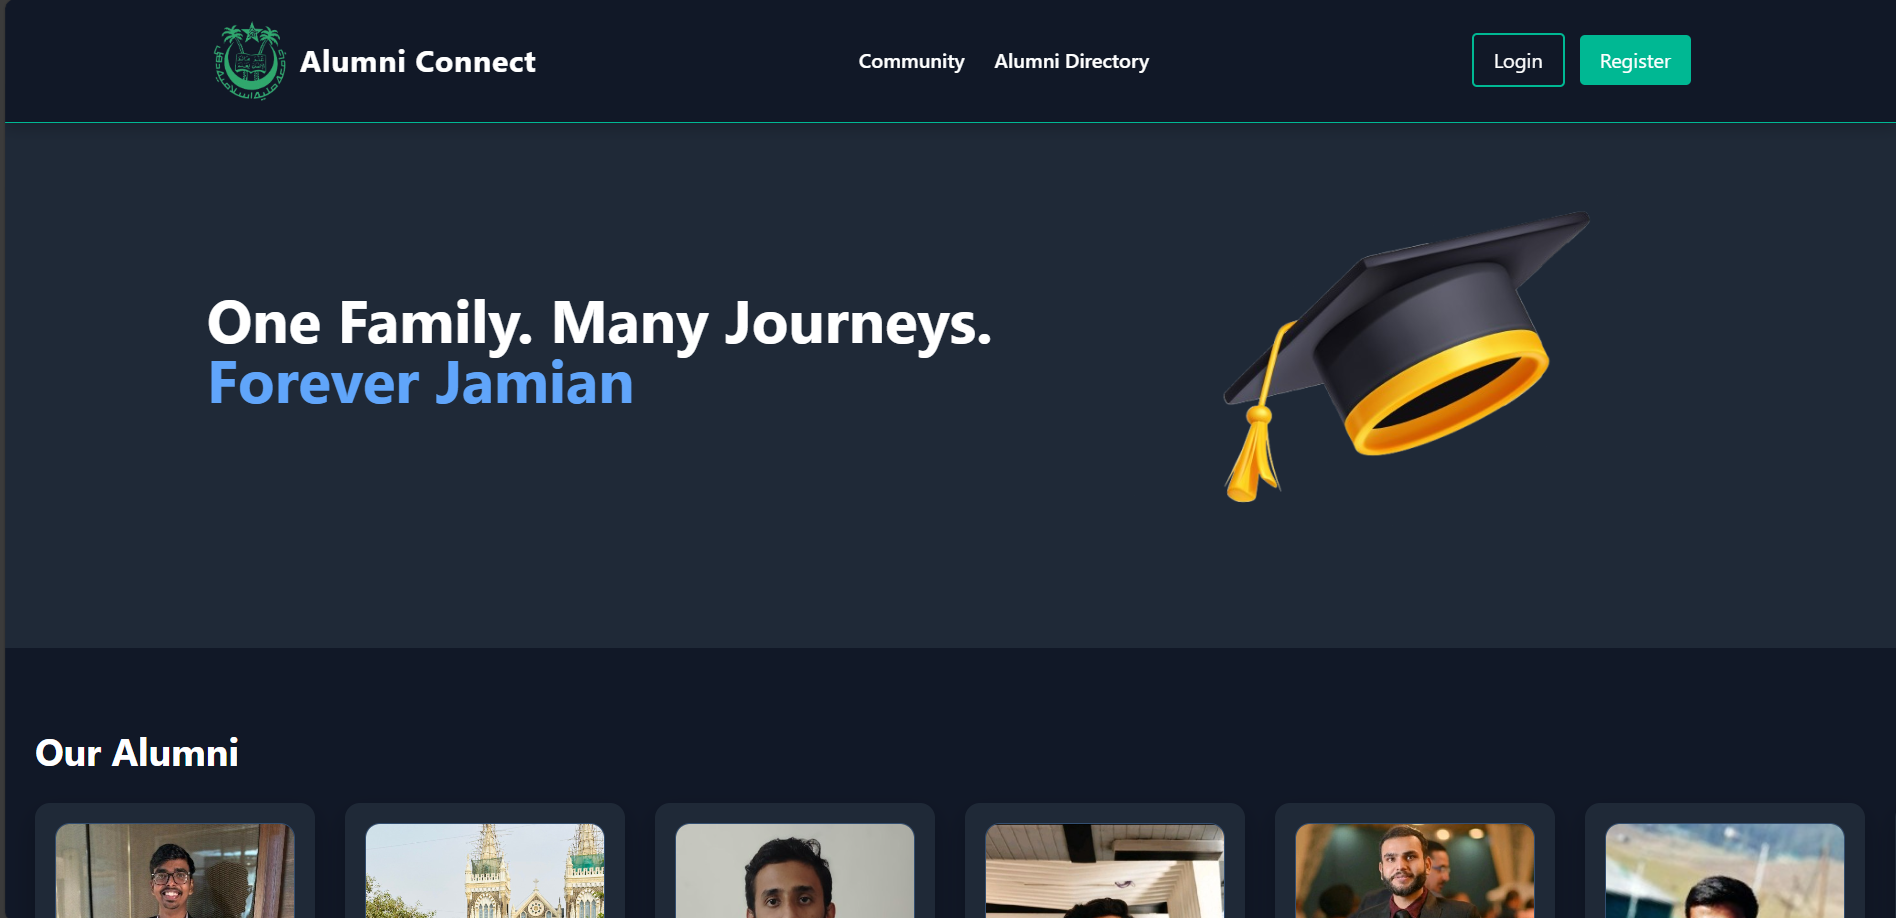 Alumni Connect
Community
Alumni Directory
Login
Register
One Family. Many Journeys.
Forever Jamian
Our Alumni